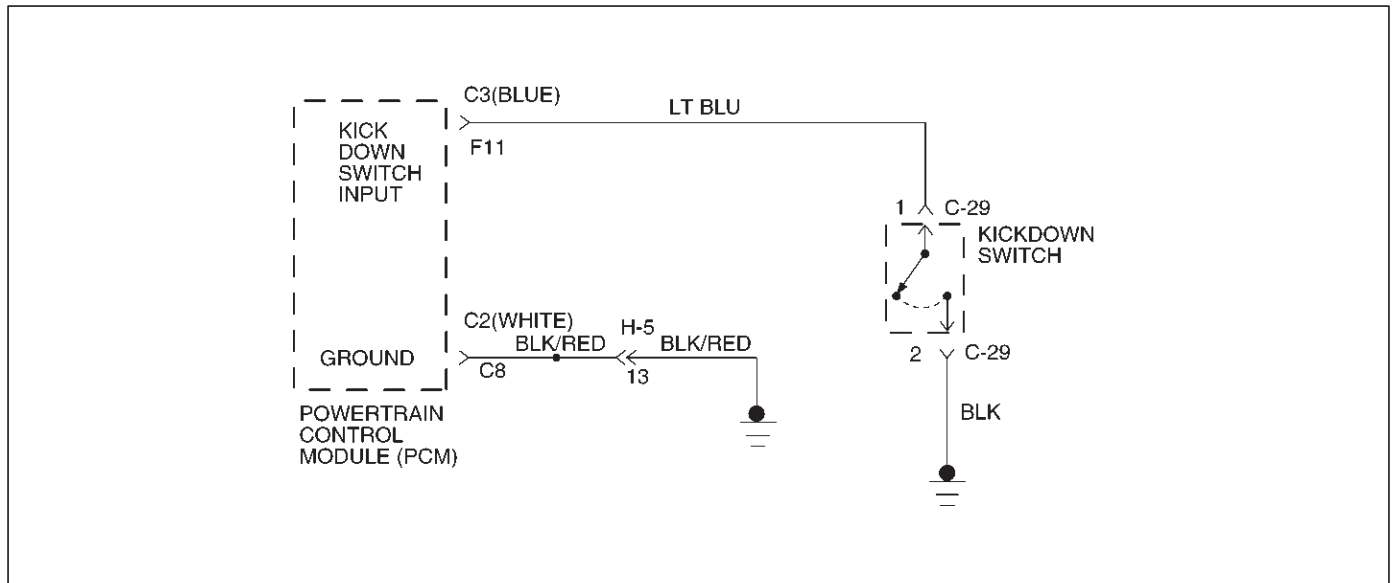 C3(BLUE)
LT BLU
KICK
DOWN
SWITCH
INPUT
F11
1 C-29
KICKDOWN
SWITCH
C2(WHITE)
BLK/RED
H-5
BLK/RED
GROUND
C8
13
2 C-29
POWERTRAIN
CONTROL
MODULE (PCM)
BLK